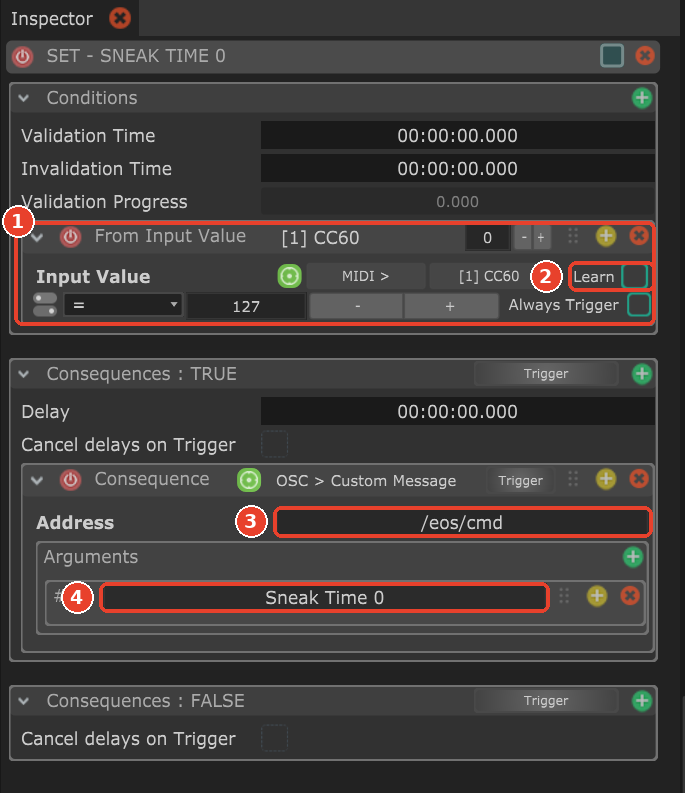 Inspector
SET - SNEAK TIME 0
Conditions
Validation Time 00:00:00.000
Invalidation Time 00:00:00.000
Validation Progress 0.000
1
From Input Value [1] CC60 0 - +
Input Value MIDI > [1] CC60 2 Learn
= 127 - + Always Trigger
Consequences : TRUE Trigger
Delay 00:00:00.000
Cancel delays on Trigger
Consequence OSC > Custom Message Trigger
Address 3 /eos/cmd
Arguments
# 4 Sneak Time 0
Consequences : FALSE Trigger
Cancel delays on Trigger